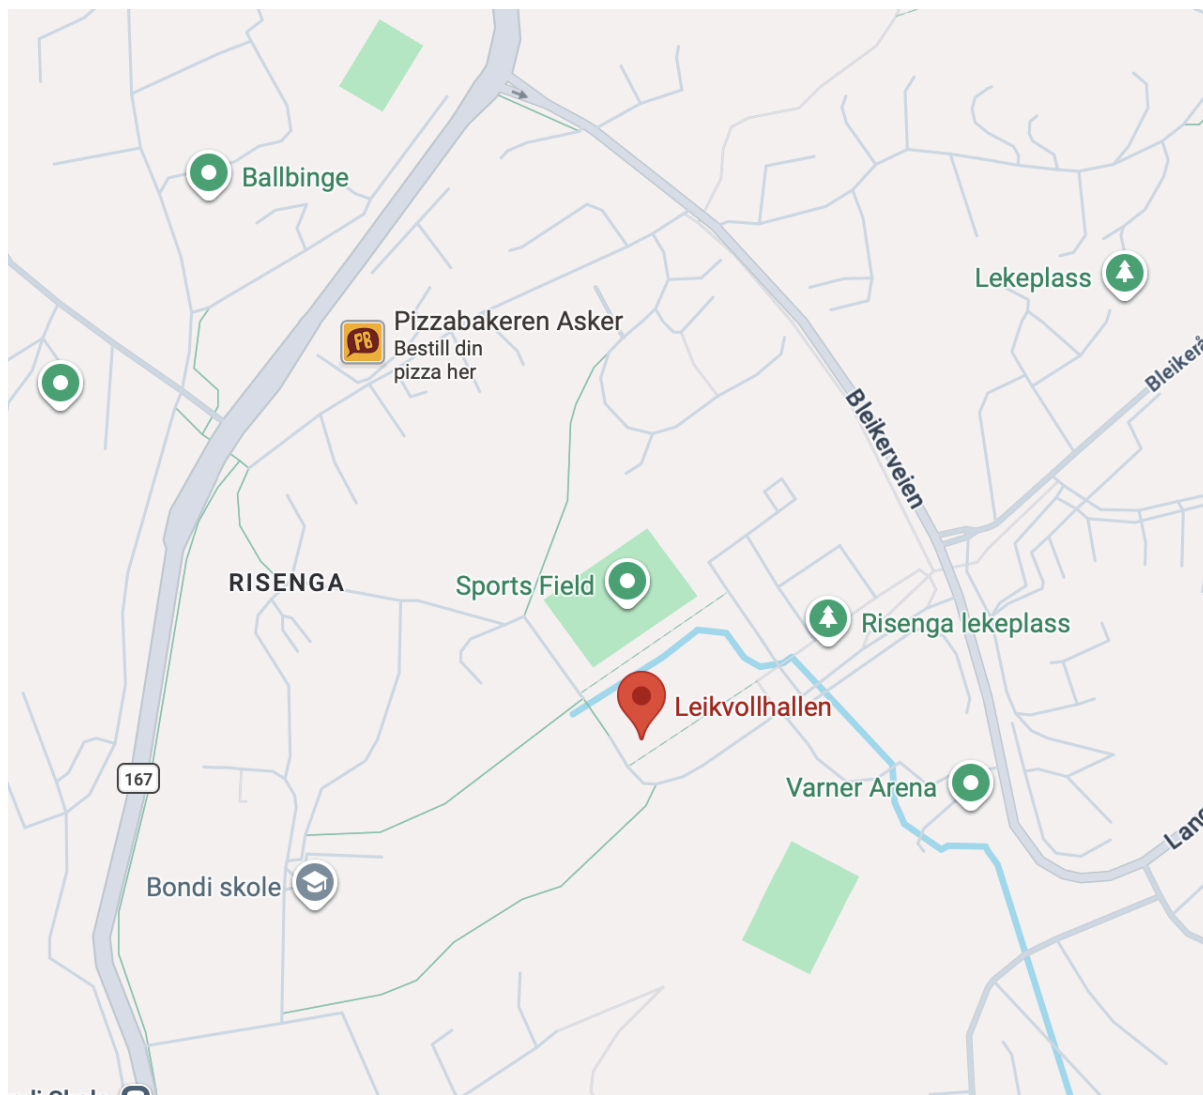 Ballbinge
Lekeplass
Pizzabakeren Asker
Bestill din
pizza her
PB
Bleikerveien
RISENGA
Sports Field
Risenga lekeplass
Leikvollhallen
167
Varner Arena
Bondi skole